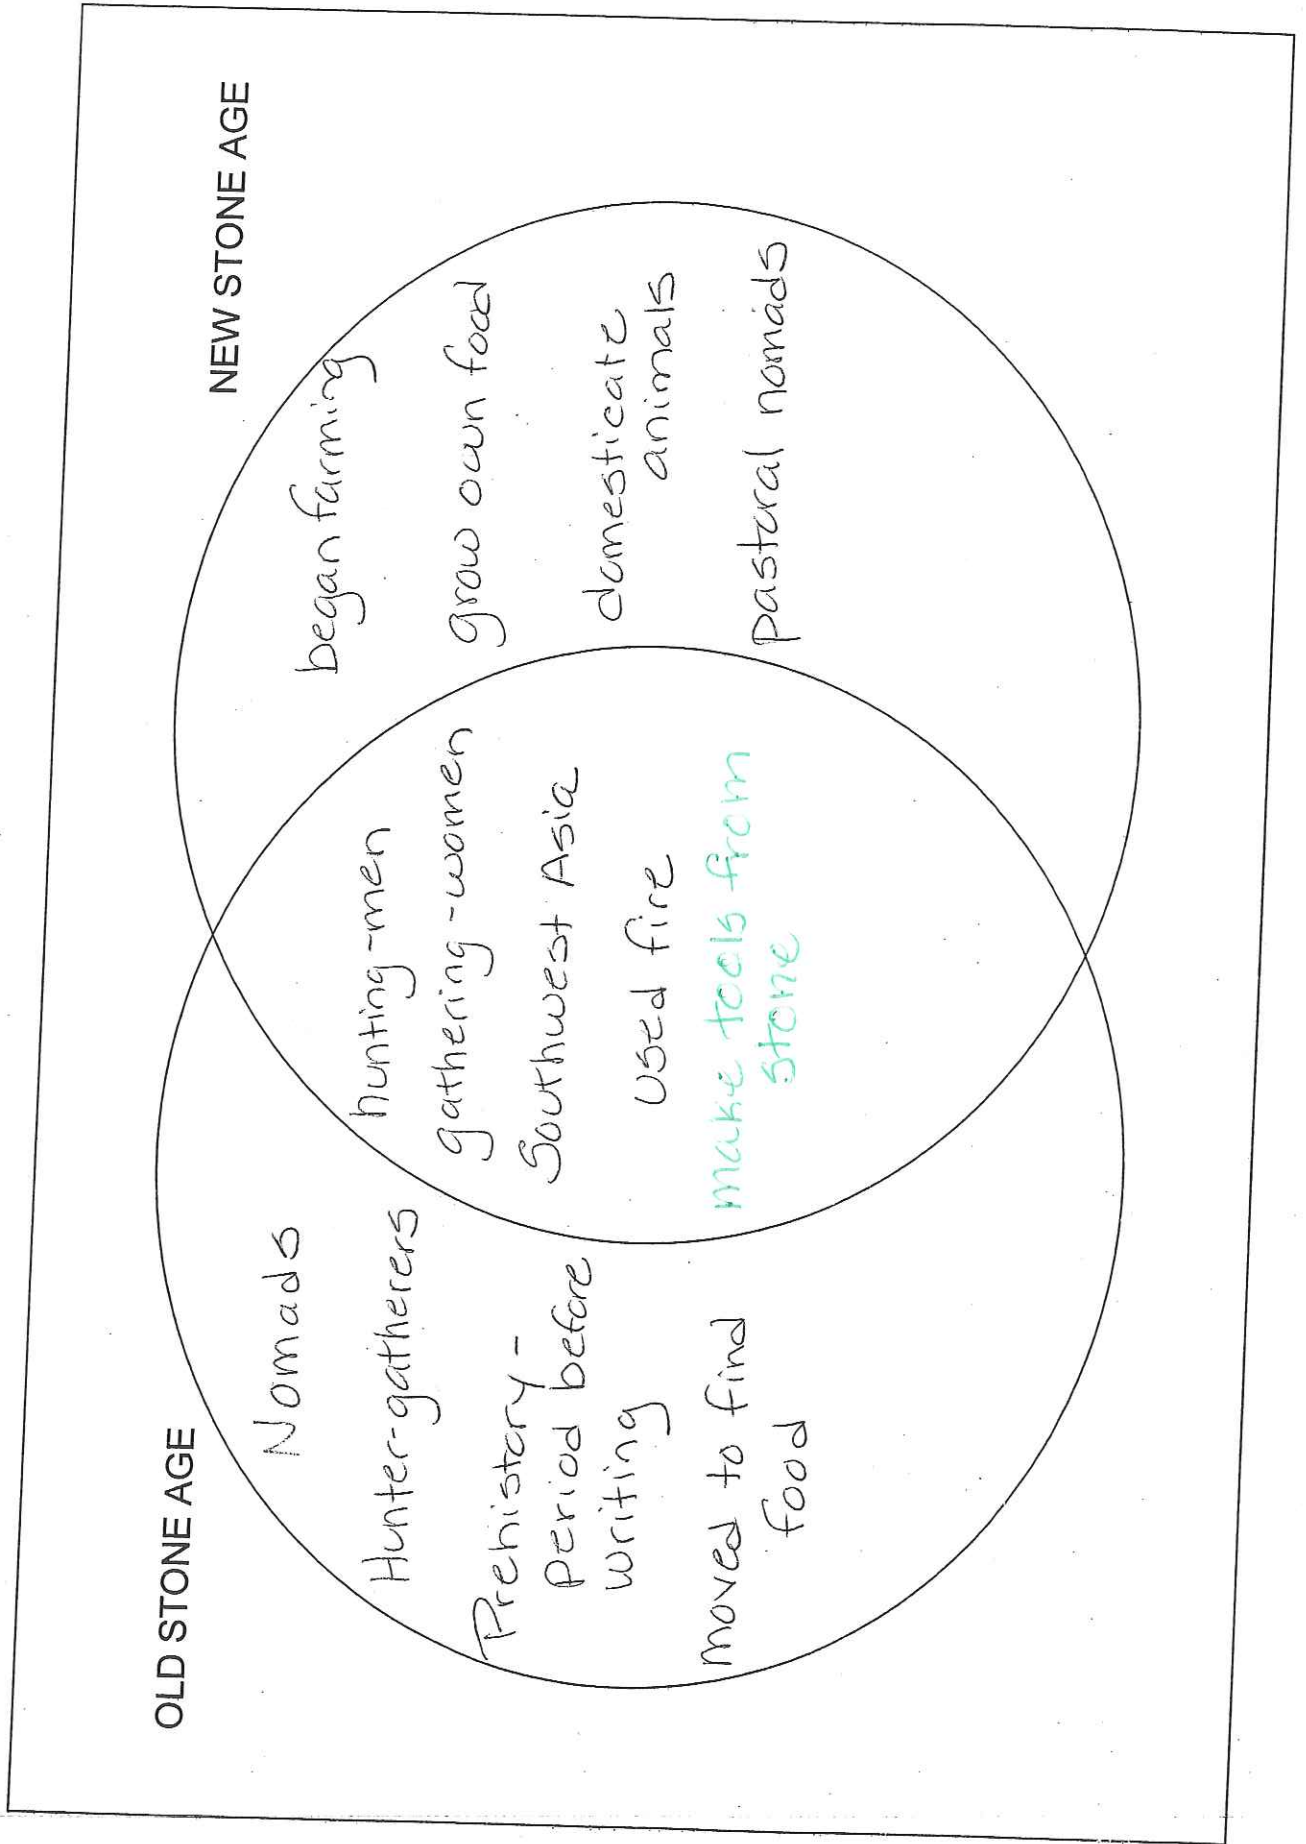 OLD STONE AGE
NEW STONE AGE
Nomads
Hunter-gatherers
Prehistory -
period before
writing
moved to find
food
hunting-men
gathering-women
Southwest Asia
used fire
make tools from
stone
began farming
grow own food
domesticate
animals
pastoral nomads